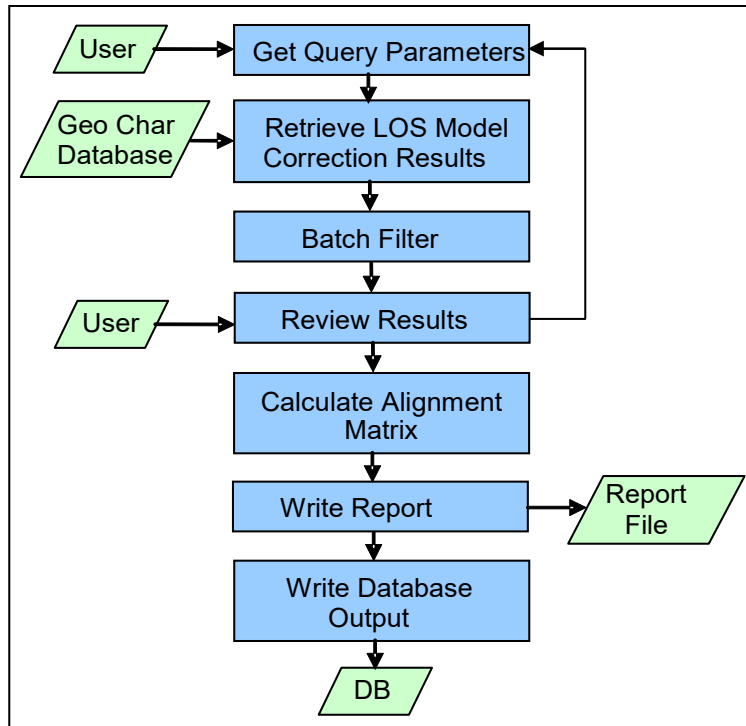 User
Get Query Parameters
Geo Char
Database
Retrieve LOS Model
Correction Results
Batch Filter
User
Review Results
Calculate Alignment
Matrix
Write Report
Report
File
Write Database
Output
DB